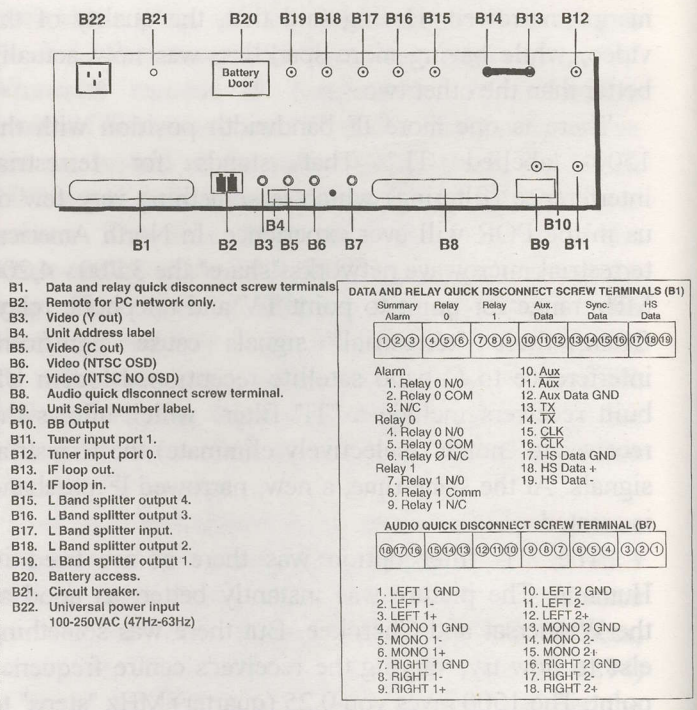 B22 B21 B20 B19 B18 B17 B16 B15 B14 B13 B12
Battery
Door
B4
B10
B1 B2 B3 B5 B6 B7 B8 B9 B11
B1. Data and relay quick disconnect screw terminals
B2. Remote for PC network only.
B3. Video (Y out)
B4. Unit Address label
B5. Video (C out)
B6. Video (NTSC OSD)
B7. Video (NTSC NO OSD)
B8. Audio quick disconnect screw terminal.
B9. Unit Serial Number label.
B10. BB Output
B11. Tuner input port 1.
B12. Tuner input port 0.
B13. IF loop out.
B14. IF loop in.
B15. L Band splitter output 4.
B16. L Band splitter output 3.
B17. L Band splitter input.
B18. L Band splitter output 2.
B19. L Band splitter output 1.
B20. Battery access.
B21. Circuit breaker.
B22. Universal power input
100-250VAC (47Hz-63Hz)
DATA AND RELAY QUICK DISCONNECT SCREW TERMINALS (B1)
Summary Relay Relay Aux. Sync. HS
Alarm 0 1 Data Data Data
1 2 3 4 5 6 7 8 9 10 11 12 13 14 15 16 17 18 19
Alarm
1. Relay 0 N/0
2. Relay 0 COM
3. N/C
Relay 0
4. Relay 0 N/0
5. Relay 0 COM
6. Relay Ø N/C
Relay 1
7. Relay 1 N/0
8. Relay 1 Comm
9. Relay 1 N/C
10. Aux
11. Aux
12. Aux Data GND
13. TX
14. TX
15. CLK
16. CLK
17. HS Data GND
18. HS Data +
19. HS Data -
AUDIO QUICK DISCONNECT SCREW TERMINAL (B7)
18 17 16 15 14 13 12 11 10 9 8 7 6 5 4 3 2 1
1. LEFT 1 GND
2. LEFT 1-
3. LEFT 1+
4. MONO 1 GND
5. MONO 1-
6. MONO 1+
7. RIGHT 1 GND
8. RIGHT 1-
9. RIGHT 1+
10. LEFT 2 GND
11. LEFT 2-
12. LEFT 2+
13. MONO 2 GND
14. MONO 2-
15. MONO 2+
16. RIGHT 2 GND
17. RIGHT 2-
18. RIGHT 2+